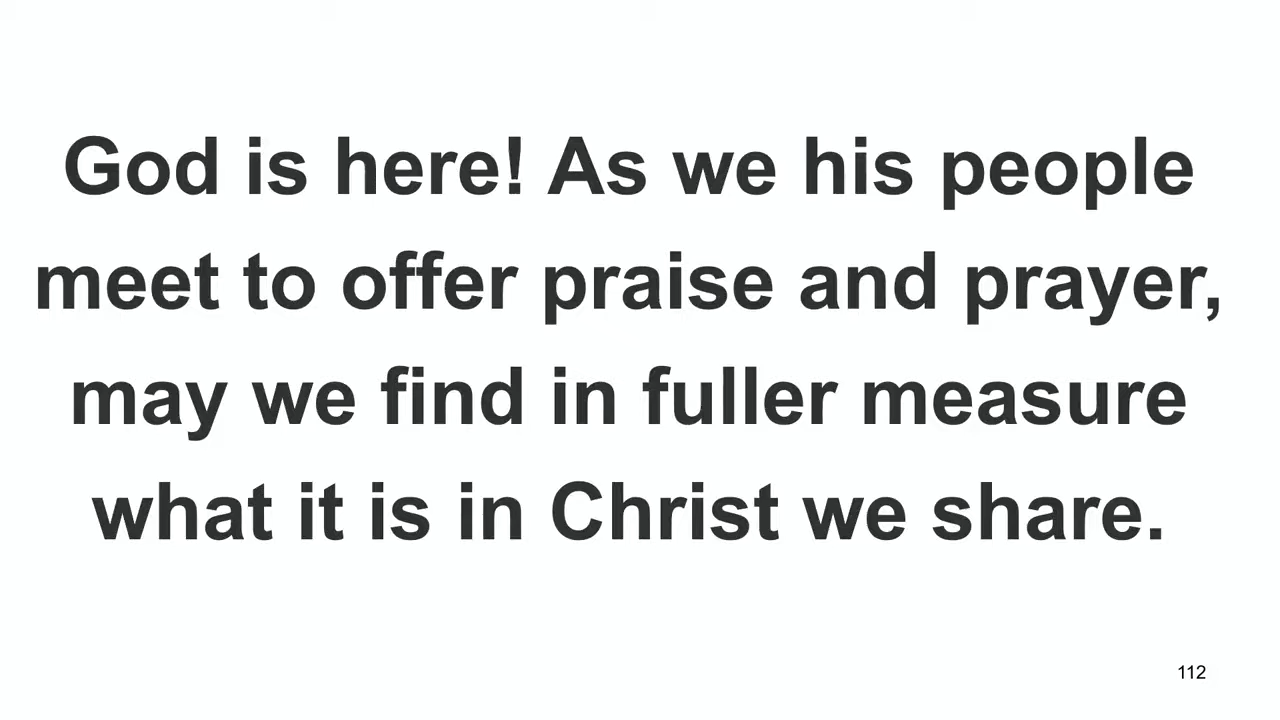 God is here! As we his people
meet to offer praise and prayer,
may we find in fuller measure
what it is in Christ we share.
112